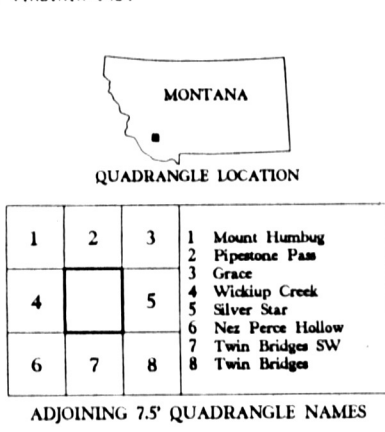 MONTANA
QUADRANGLE LOCATION
1 2 3
4 5
6 7 8
1 Mount Humbug
2 Pipestone Pass
3 Grace
4 Wickiup Creek
5 Silver Star
6 Nez Perce Hollow
7 Twin Bridges SW
8 Twin Bridges
ADJOINING 7.5' QUADRANGLE NAMES